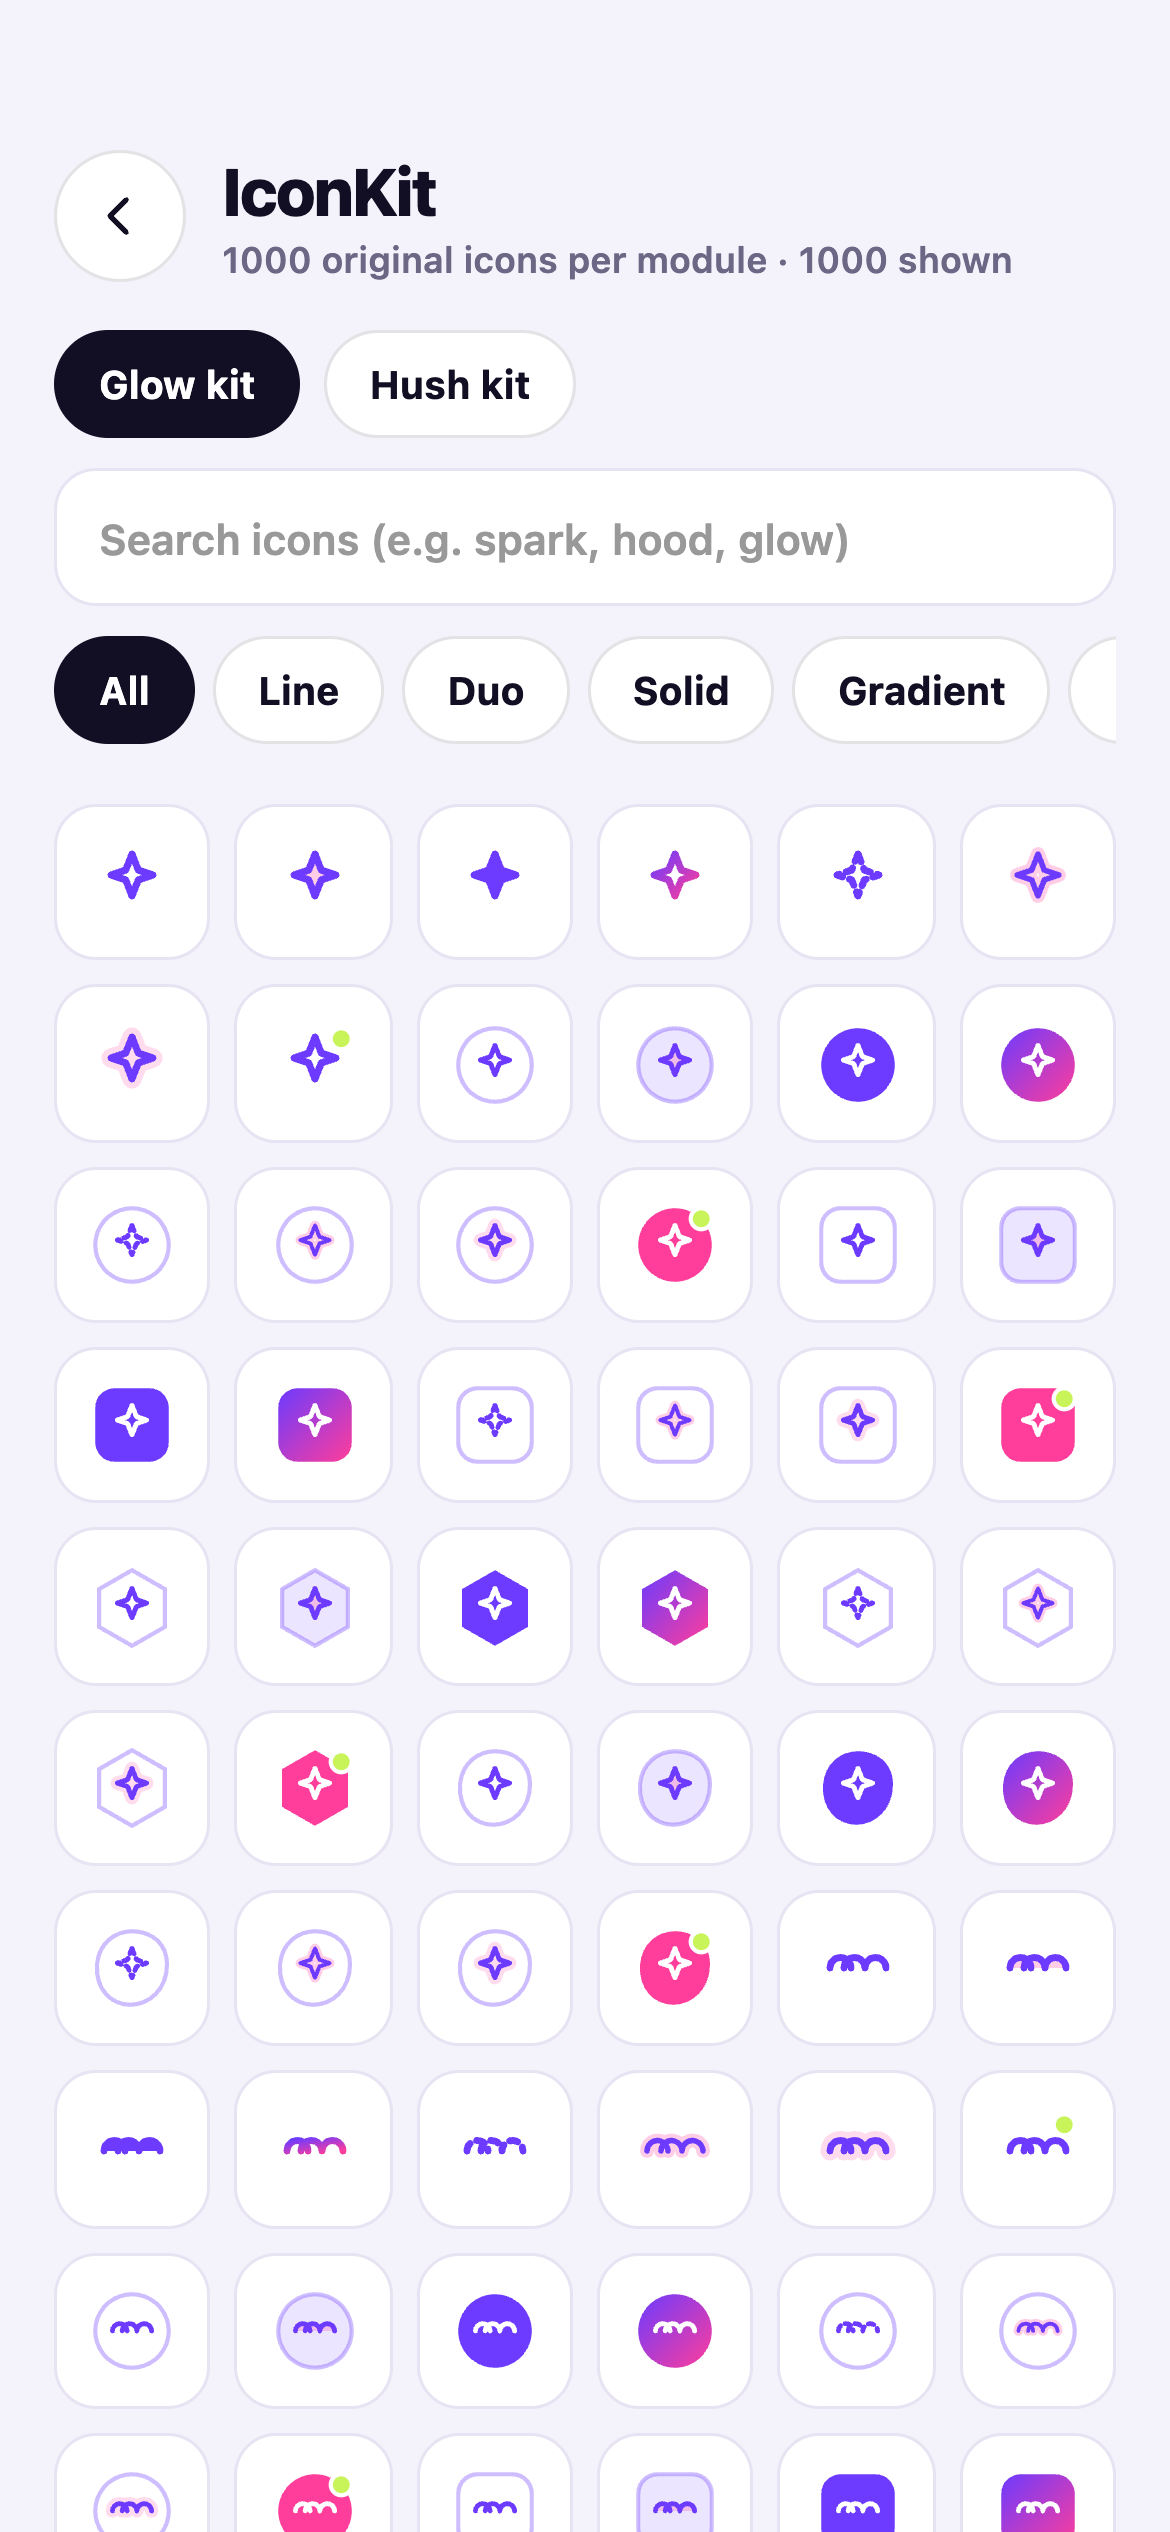 IconKit
1000 original icons per module · 1000 shown
Glow kit
Hush kit
Search icons (e.g. spark, hood, glow)
All
Line
Duo
Solid
Gradient